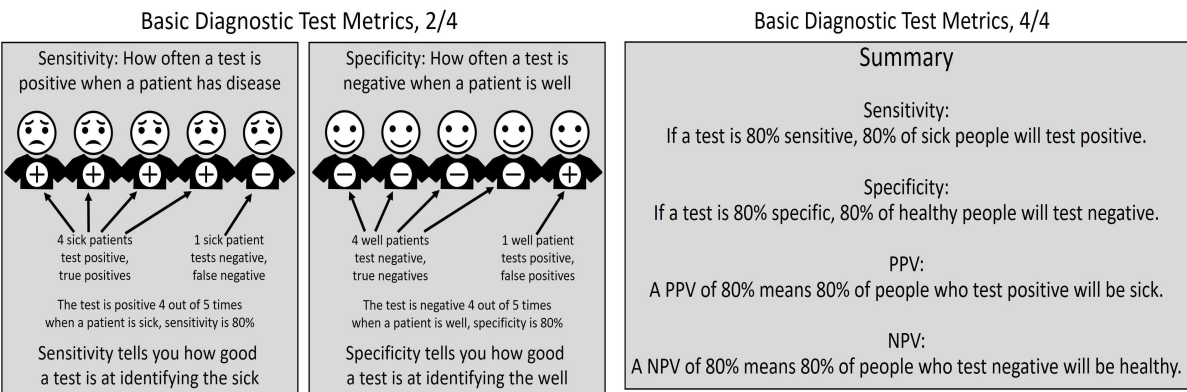 Basic Diagnostic Test Metrics, 2/4
Sensitivity: How often a test is
positive when a patient has disease
+ + + + −
4 sick patients
test positive,
true positives
1 sick patient
tests negative,
false negative
The test is positive 4 out of 5 times
when a patient is sick, sensitivity is 80%
Sensitivity tells you how good
a test is at identifying the sick
Specificity: How often a test is
negative when a patient is well
− − − − +
4 well patients
test negative,
true negatives
1 well patient
tests positive,
false positives
The test is negative 4 out of 5 times
when a patient is well, specificity is 80%
Specificity tells you how good
a test is at identifying the well
Basic Diagnostic Test Metrics, 4/4
Summary
Sensitivity:
If a test is 80% sensitive, 80% of sick people will test positive.
Specificity:
If a test is 80% specific, 80% of healthy people will test negative.
PPV:
A PPV of 80% means 80% of people who test positive will be sick.
NPV:
A NPV of 80% means 80% of people who test negative will be healthy.